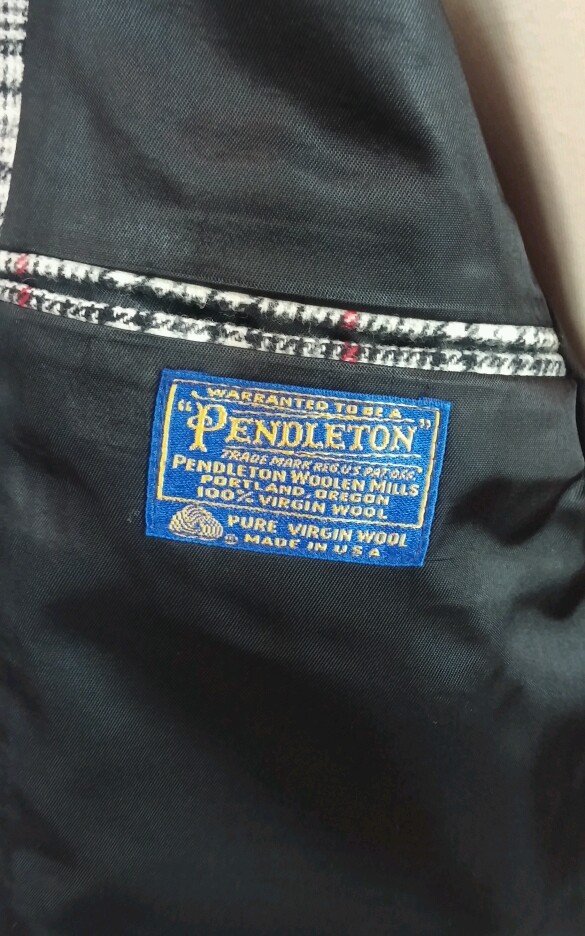 WARRANTED TO BE A
"PENDLETON"
TRADE MARK REG. U.S. PAT. OFF.
PENDLETON WOOLEN MILLS
PORTLAND, OREGON
100% VIRGIN WOOL
PURE VIRGIN WOOL
® MADE IN U S A